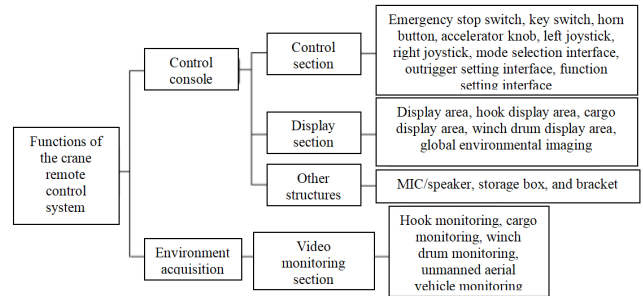 Functions of
the crane
remote
control
system
Control
console
Control
section
Emergency stop switch, key switch, horn
button, accelerator knob, left joystick,
right joystick, mode selection interface,
outrigger setting interface, function
setting interface
Display
section
Display area, hook display area, cargo
display area, winch drum display area,
global environmental imaging
Other
structures
MIC/speaker, storage box, and bracket
Environment
acquisition
Video
monitoring
section
Hook monitoring, cargo
monitoring, winch
drum monitoring,
unmanned aerial
vehicle monitoring